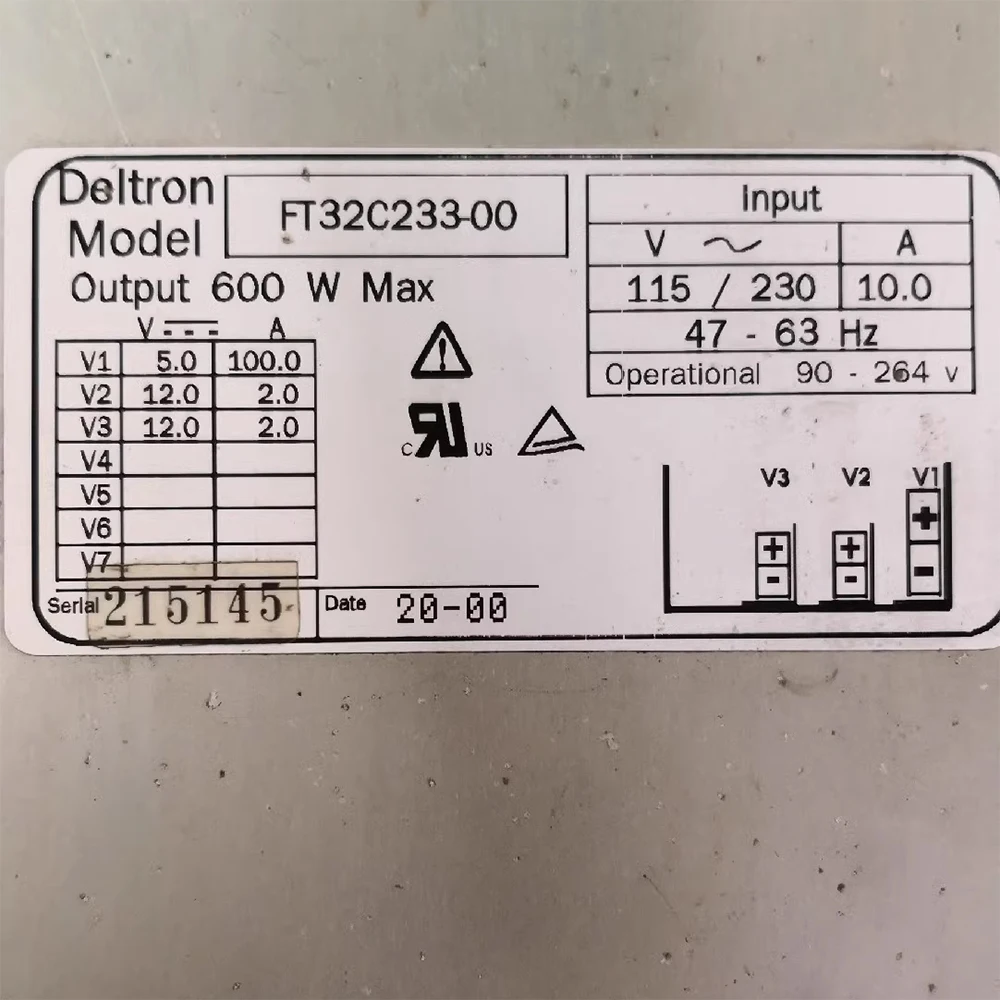 Deltron
Model
FT32C233-00
Output 600 W Max
V A
V1 5.0 100.0
V2 12.0 2.0
V3 12.0 2.0
V4
V5
V6
V7
Serial 215145
Date 20-00
c RU US
Input
V ~ A
115 / 230 10.0
47 - 63 Hz
Operational 90 - 264 v
V3 V2 V1
+ + +
- - -